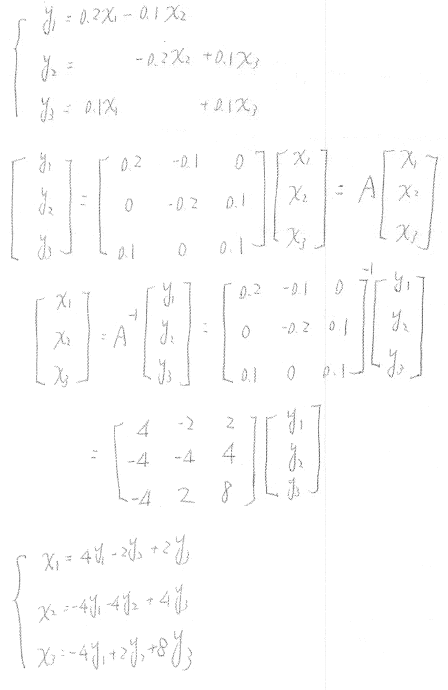 y₁ = 0.2x₁ - 0.1x₂
y₂ = -0.2x₂ + 0.1x₃
y₃ = 0.1x₁ + 0.1x₃
[y₁ y₂ y₃] = [0.2 -0.1 0; 0 -0.2 0.1; 0.1 0 0.1] [x₁ x₂ x₃] = A [x₁ x₂ x₃]
[x₁ x₂ x₃] = A⁻¹ [y₁ y₂ y₃] = [0.2 -0.1 0; 0 -0.2 0.1; 0.1 0 0.1]⁻¹ [y₁ y₂ y₃]
= [4 -2 2; -4 -4 4; -4 2 8] [y₁ y₂ y₃]
x₁ = 4y₁ - 2y₂ + 2y₃
x₂ = -4y₁ - 4y₂ + 4y₃
x₃ = -4y₁ + 2y₂ + 8y₃